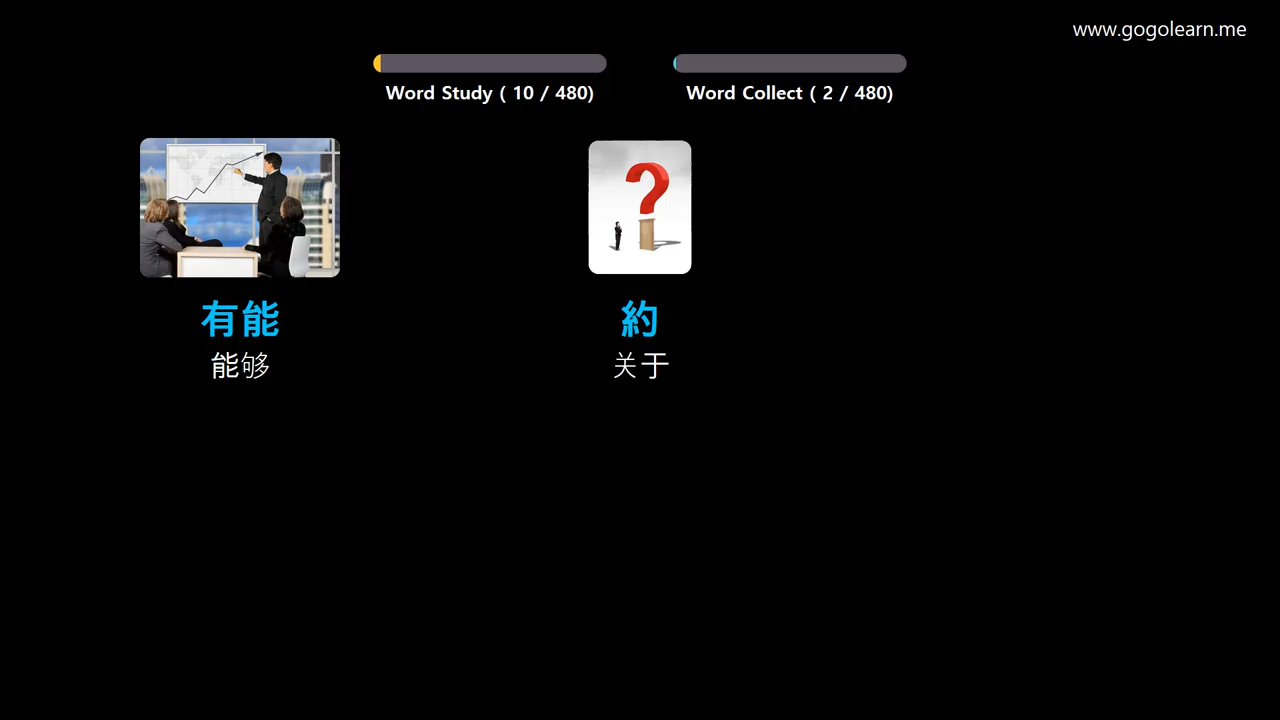 www.gogolearn.me
Word Study ( 10 / 480)
Word Collect ( 2 / 480)
有能
能够
約
关于